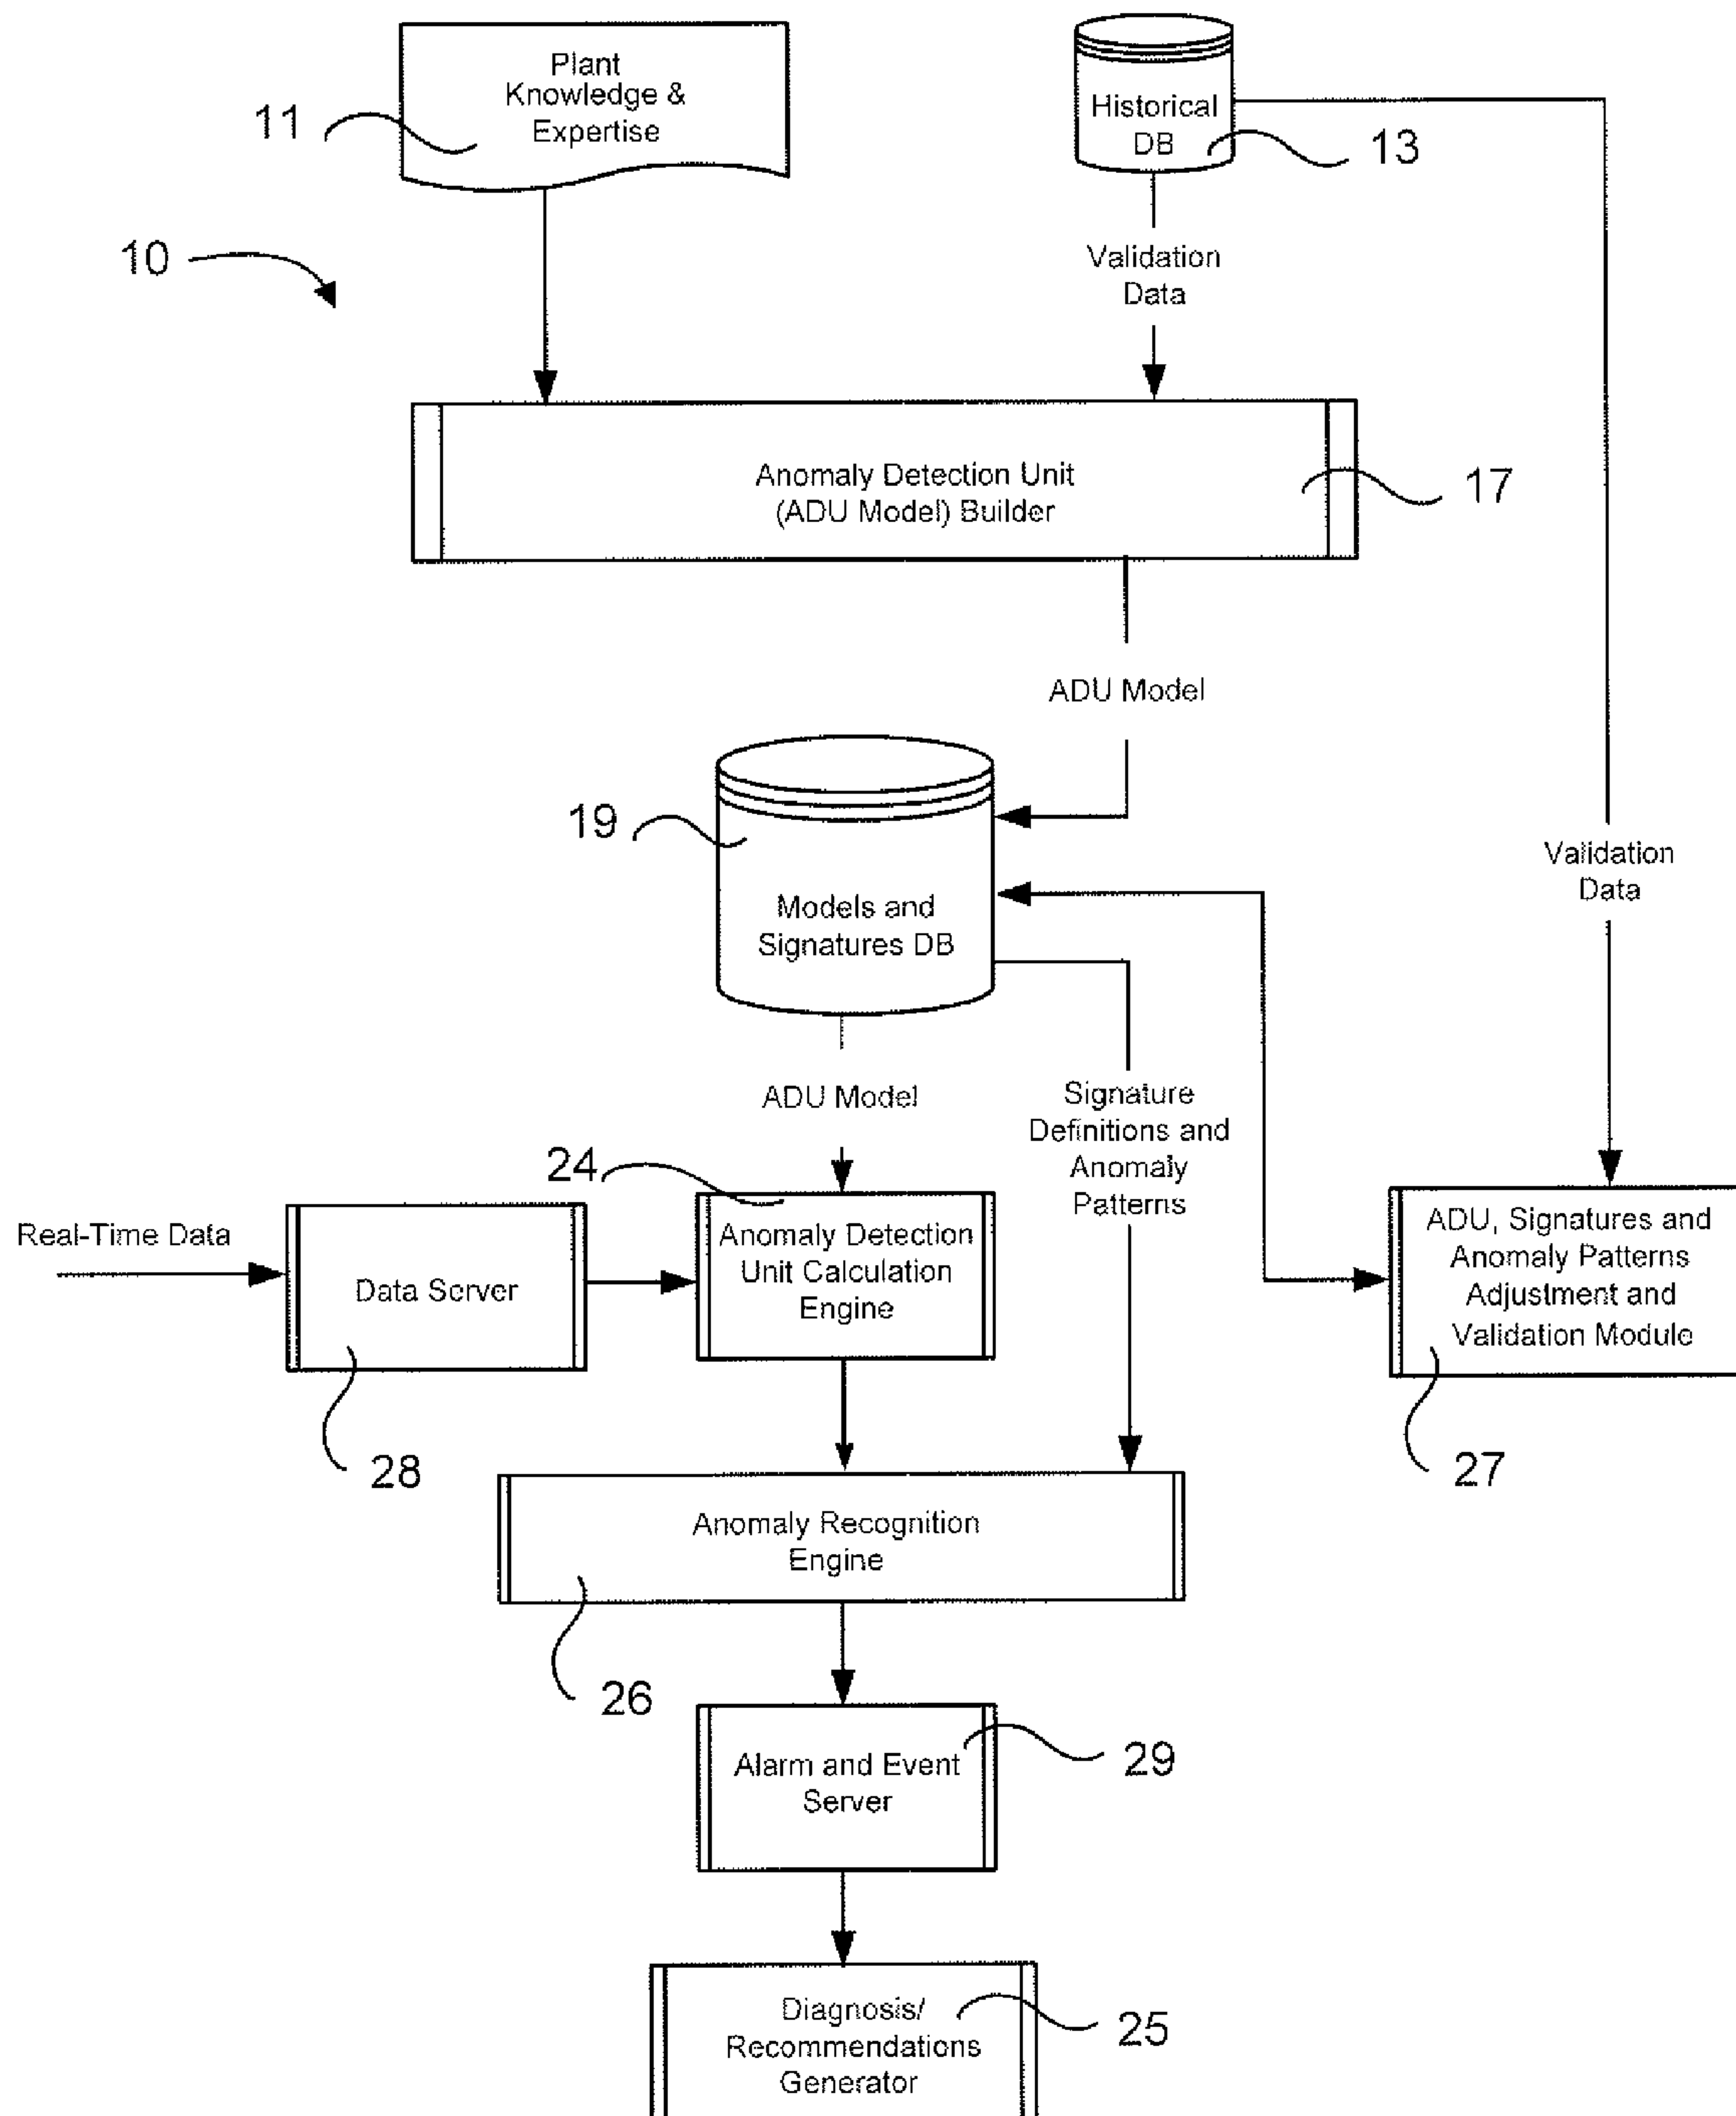 Plant
Knowledge &
Expertise
11
Historical
DB
13
10
Validation
Data
Anomaly Detection Unit
(ADU Model) Builder
17
ADU Model
19
Models and
Signatures DB
Validation
Data
ADU Model
Signature
Definitions and
Anomaly
Patterns
24
Real-Time Data
Data Server
28
Anomaly Detection
Unit Calculation
Engine
ADU, Signatures and
Anomaly Patterns
Adjustment and
Validation Module
27
Anomaly Recognition
Engine
26
Alarm and Event
Server
29
Diagnosis/
Recommendations
Generator
25